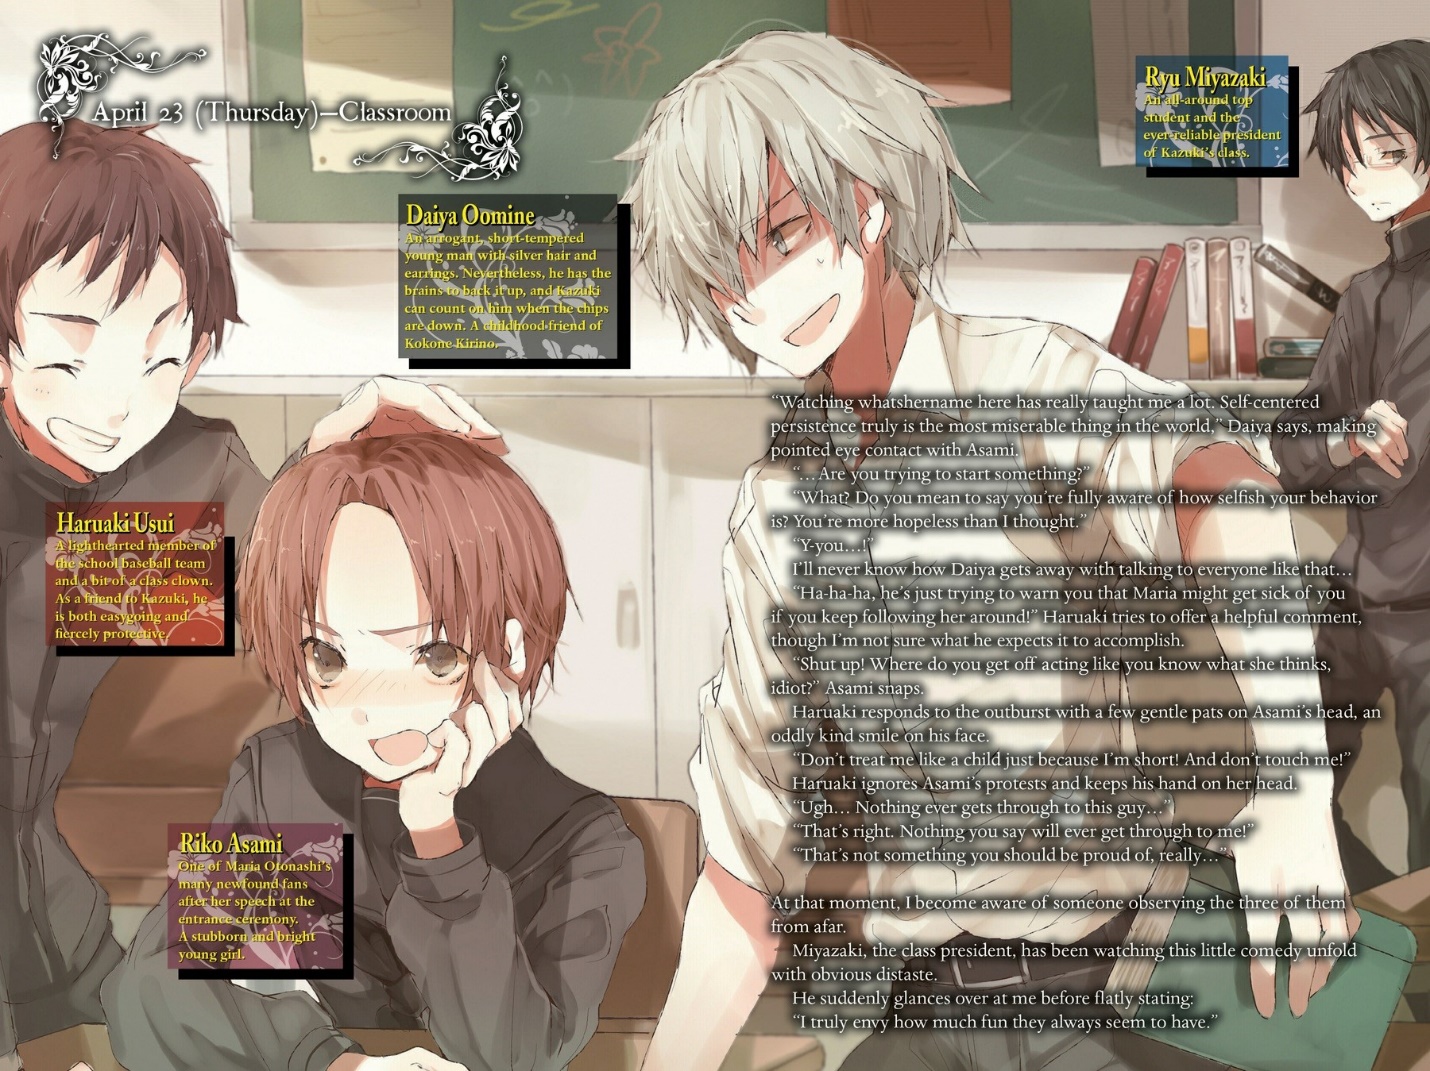 April 23 (Thursday)—Classroom
Ryu Miyazaki
An all-around top
student and the
ever-reliable president
of Kazuki's class.
Daiya Oomine
An arrogant, short-tempered
young man with silver hair and
earrings. Nevertheless, he has the
brains to back it up, and Kazuki
can count on him when the chips
are down. A childhood friend of
Kokone Kirino.
Haruaki Usui
A lighthearted member of
the school baseball team
and a bit of a class clown.
As a friend to Kazuki, he
is both easygoing and
fiercely protective.
Riko Asami
One of Maria Otonashi's
many newfound fans
after her speech at the
entrance ceremony.
A stubborn and bright
young girl.
“Watching whatshername here has really taught me a lot. Self-centered
persistence truly is the most miserable thing in the world,” Daiya says, making
pointed eye contact with Asami.
“…Are you trying to start something?”
“What? Do you mean to say you’re fully aware of how selfish your behavior
is? You’re more hopeless than I thought.”
“Y-you…!”
I’ll never know how Daiya gets away with talking to everyone like that…
“Ha-ha-ha, he’s just trying to warn you that Maria might get sick of you
if you keep following her around!” Haruaki tries to offer a helpful comment,
though I’m not sure what he expects it to accomplish.
“Shut up! Where do you get off acting like you know what she thinks,
idiot?” Asami snaps.
Haruaki responds to the outburst with a few gentle pats on Asami’s head, an
oddly kind smile on his face.
“Don’t treat me like a child just because I’m short! And don’t touch me!”
Haruaki ignores Asami’s protests and keeps his hand on her head.
“Ugh… Nothing ever gets through to this guy…”
“That’s right. Nothing you say will ever get through to me!”
“That’s not something you should be proud of, really…”
At that moment, I become aware of someone observing the three of them
from afar.
Miyazaki, the class president, has been watching this little comedy unfold
with obvious distaste.
He suddenly glances over at me before flatly stating:
“I truly envy how much fun they always seem to have.”